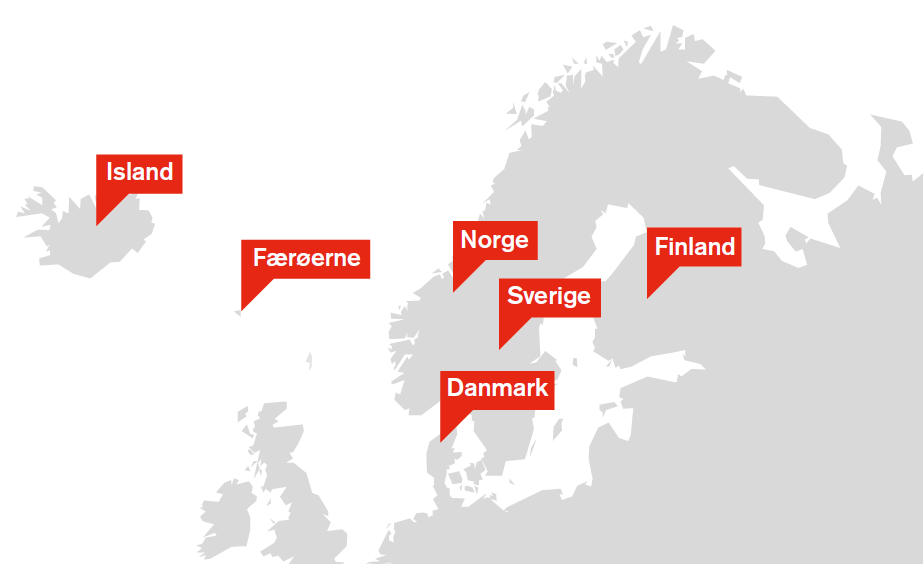 Island
Norge
Færøerne
Finland
Sverige
Danmark